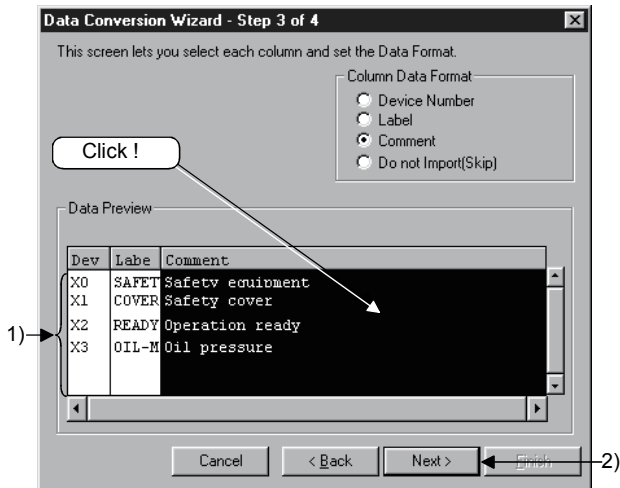 Data Conversion Wizard - Step 3 of 4
This screen lets you select each column and set the Data Format.
Column Data Format
Device Number
Label
Comment
Do not Import(Skip)
Click !
Data Preview
Dev Labe Comment
X0 SAFET Safety equipment
X1 COVER Safety cover
X2 READY Operation ready
X3 OIL-M Oil pressure
1)
Cancel < Back Next > Finish
2)